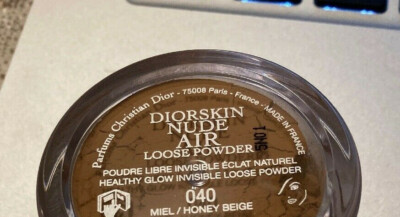 Parfums Christian Dior - 75008 Paris - France - MADE IN FRANCE
DIORSKIN
NUDE
AIR
LOOSE POWDER
POUDRE LIBRE INVISIBLE ÉCLAT NATUREL
HEALTHY GLOW INVISIBLE LOOSE POWDER
040
MIEL / HONEY BEIGE